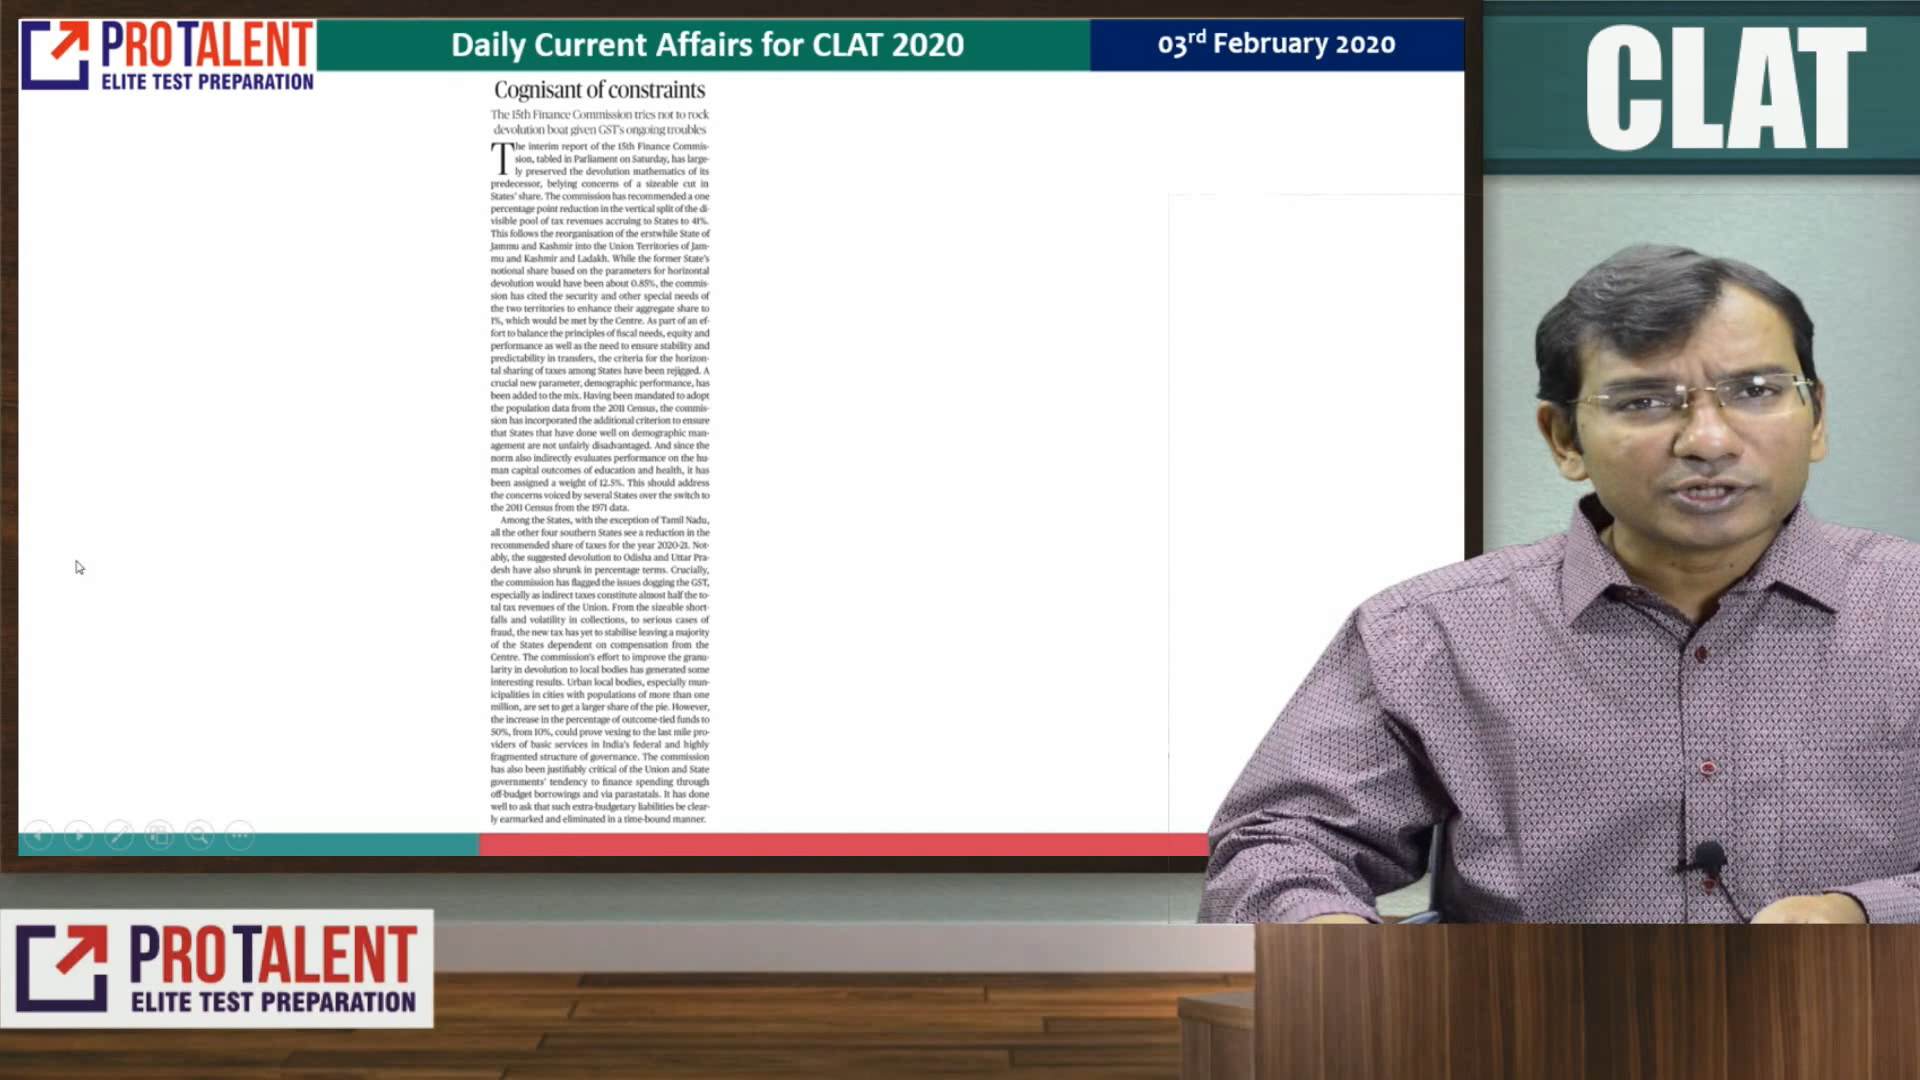 PROTALENT
ELITE TEST PREPARATION
Daily Current Affairs for CLAT 2020
03rd February 2020
CLAT
Cognisant of constraints
The 15th Finance Commission tries not to rock
devolution boat given GST's ongoing troubles
The interim report of the 15th Finance Commis-
sion, tabled in Parliament on Saturday, has large-
ly preserved the devolution mathematics of its
predecessor, belying concerns of a sizeable cut in
States' share. The commission has recommended a one
percentage point reduction in the vertical split of the di-
visible pool of tax revenues accruing to States to 41%.
This follows the reorganisation of the erstwhile State of
Jammu and Kashmir into the Union Territories of Jam-
mu and Kashmir and Ladakh. While the former State's
notional share based on the parameters for horizontal
devolution would have been about 0.85%, the commis-
sion has cited the security and other special needs of
the two territories to enhance their aggregate share to
1%, which would be met by the Centre. As part of an ef-
fort to balance the principles of fiscal needs, equity and
performance as well as the need to ensure stability and
predictability in transfers, the criteria for the horizon-
tal sharing of taxes among States have been rejigged. A
crucial new parameter, demographic performance, has
been added to the mix. Having been mandated to adopt
the population data from the 2011 Census, the commis-
sion has incorporated the additional criterion to ensure
that States that have done well on demographic man-
agement are not unfairly disadvantaged. And since the
norm also indirectly evaluates performance on the hu-
man capital outcomes of education and health, it has
been assigned a weight of 12.5%. This should address
the concerns voiced by several States over the switch to
the 2011 Census from the 1971 data.
Among the States, with the exception of Tamil Nadu,
all the other four southern States see a reduction in the
recommended share of taxes for the year 2020-21. Not-
ably, the suggested devolution to Odisha and Uttar Pra-
desh have also shrunk in percentage terms. Crucially,
the commission has flagged the issues dogging the GST,
especially as indirect taxes constitute almost half the to-
tal tax revenues of the Union. From the sizeable short-
falls and volatility in collections, to serious cases of
fraud, the new tax has yet to stabilise leaving a majority
of the States dependent on compensation from the
Centre. The commission's effort to improve the granu-
larity in devolution to local bodies has generated some
interesting results. Urban local bodies, especially mun-
icipalities in cities with populations of more than one
million, are set to get a larger share of the pie. However,
the increase in the percentage of outcome-tied funds to
50%, from 10%, could prove vexing to the last mile pro-
viders of basic services in India's federal and highly
fragmented structure of governance. The commission
has also been justifiably critical of the Union and State
governments' tendency to finance spending through
off-budget borrowings and via parastatals. It has done
well to ask that such extra-budgetary liabilities be clear-
ly earmarked and eliminated in a time-bound manner.
PROTALENT
ELITE TEST PREPARATION